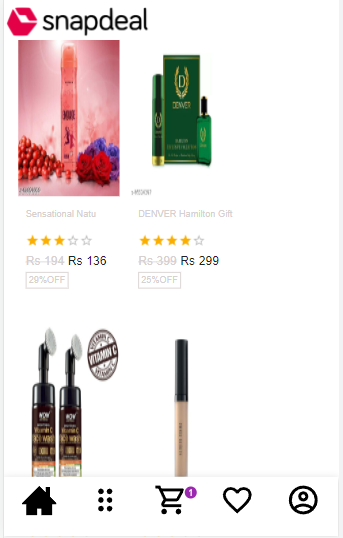 snapdeal
DENVER
Sensational Natu
DENVER Hamilton Gift
Rs 194 Rs 136
Rs 399 Rs 299
29%OFF
25%OFF
VITAMIN C
WOW
WOW
1